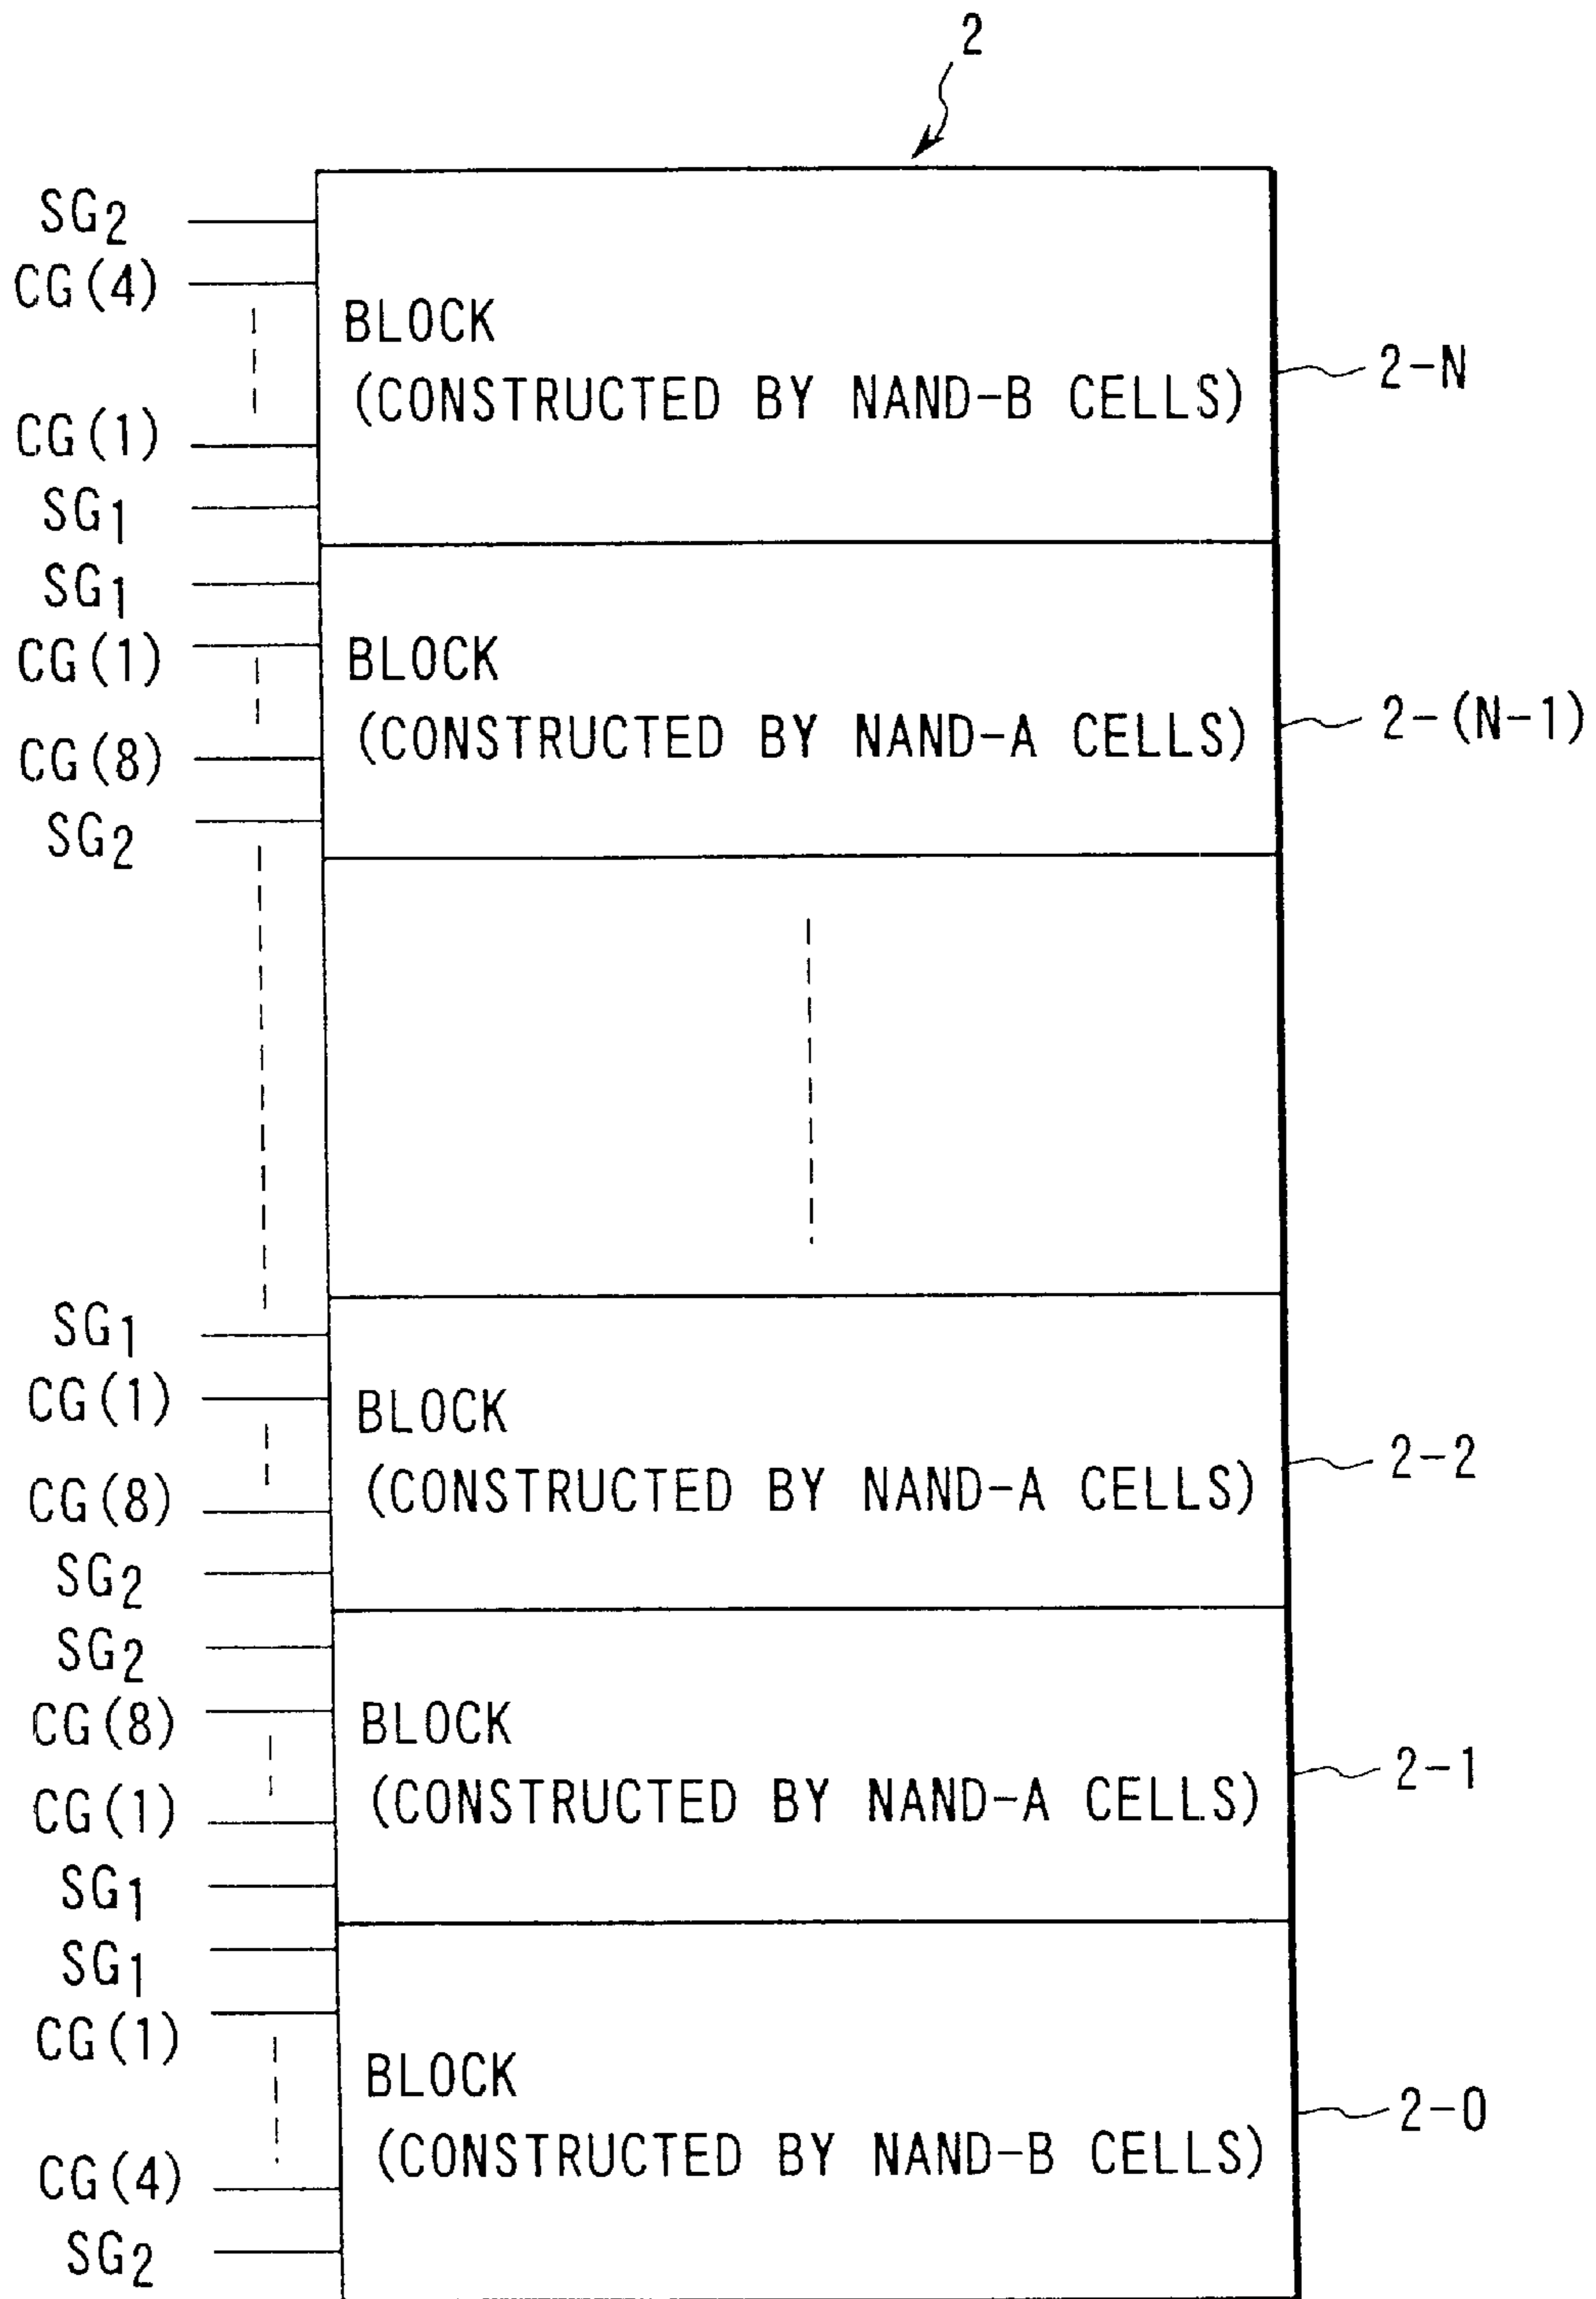 2
SG2
CG(4)
BLOCK
(CONSTRUCTED BY NAND-B CELLS)
2-N
CG(1)
SG1
SG1
CG(1)
BLOCK
(CONSTRUCTED BY NAND-A CELLS)
2-(N-1)
CG(8)
SG2
SG1
CG(1)
BLOCK
(CONSTRUCTED BY NAND-A CELLS)
2-2
CG(8)
SG2
SG2
CG(8)
BLOCK
(CONSTRUCTED BY NAND-A CELLS)
2-1
CG(1)
SG1
SG1
CG(1)
BLOCK
(CONSTRUCTED BY NAND-B CELLS)
2-0
CG(4)
SG2